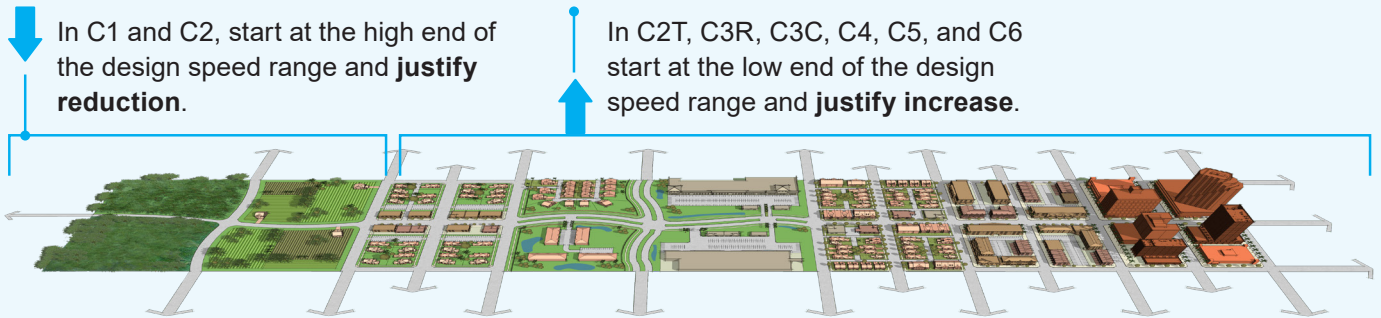 In C1 and C2, start at the high end of
the design speed range and justify
reduction.
In C2T, C3R, C3C, C4, C5, and C6
start at the low end of the design
speed range and justify increase.